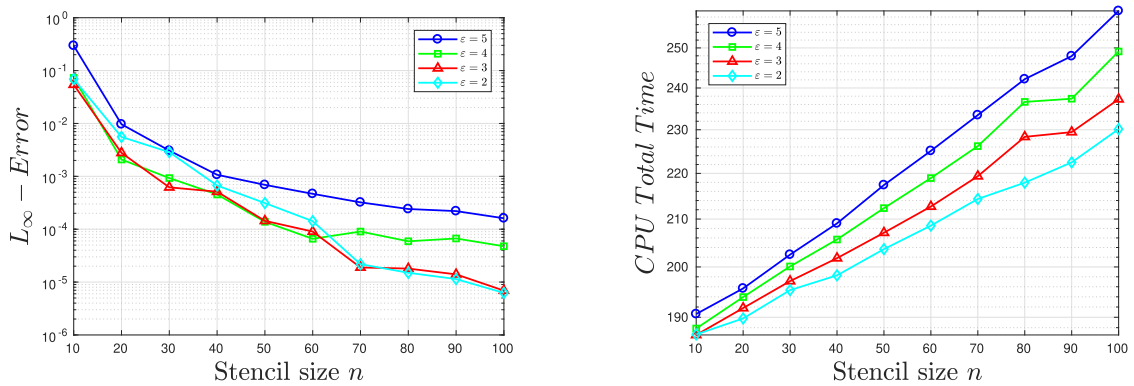 10^0
10^-1
10^-2
10^-3
10^-4
10^-5
10^-6
10 20 30 40 50 60 70 80 90 100
L∞ − Error
Stencil size n
ε = 5
ε = 4
ε = 3
ε = 2
250
240
230
220
210
200
190
10 20 30 40 50 60 70 80 90 100
CPU Total Time
Stencil size n
ε = 5
ε = 4
ε = 3
ε = 2